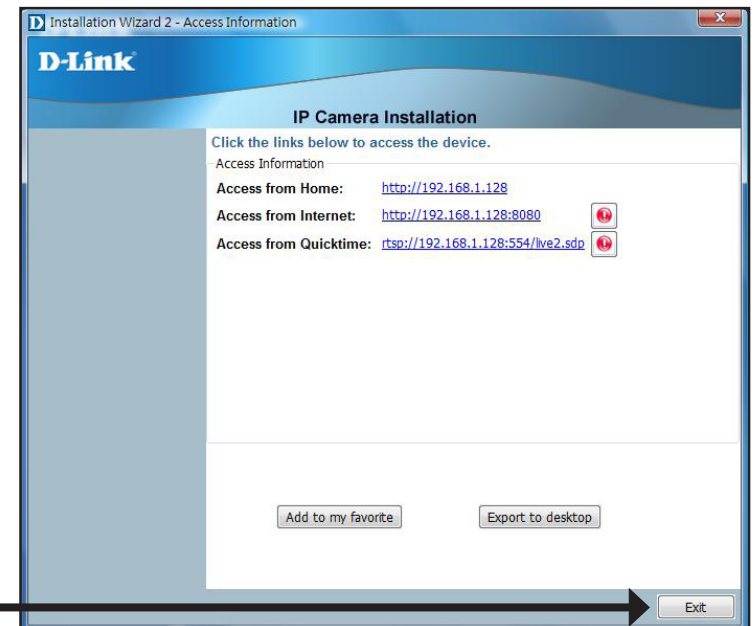 Installation Wizard 2 - Access Information
D-Link
IP Camera Installation
Click the links below to access the device.
Access Information
Access from Home: http://192.168.1.128
Access from Internet: http://192.168.1.128:8080
Access from Quicktime: rtsp://192.168.1.128:554/live2.sdp
Add to my favorite Export to desktop
Exit